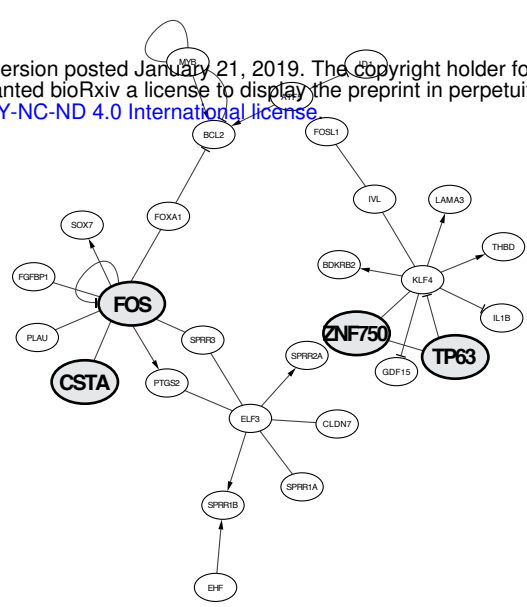 MYB
ersion posted January 21, 2019. The copyright holder fo
anted bioRxiv a license to display the preprint in perpetuit
Y-NC-ND 4.0 International license.
BCL2
FOSL1
IVL
LAMA3
FOXA1
SOX7
THBD
BDKRB2
KLF4
FGFBP1
FOS
IL1B
ZNF750
PLAU
SPRR3
SPRR2A
TP63
GDF15
CSTA
PTGS2
ELF3
CLDN7
SPRR1A
SPRR1B
EHF